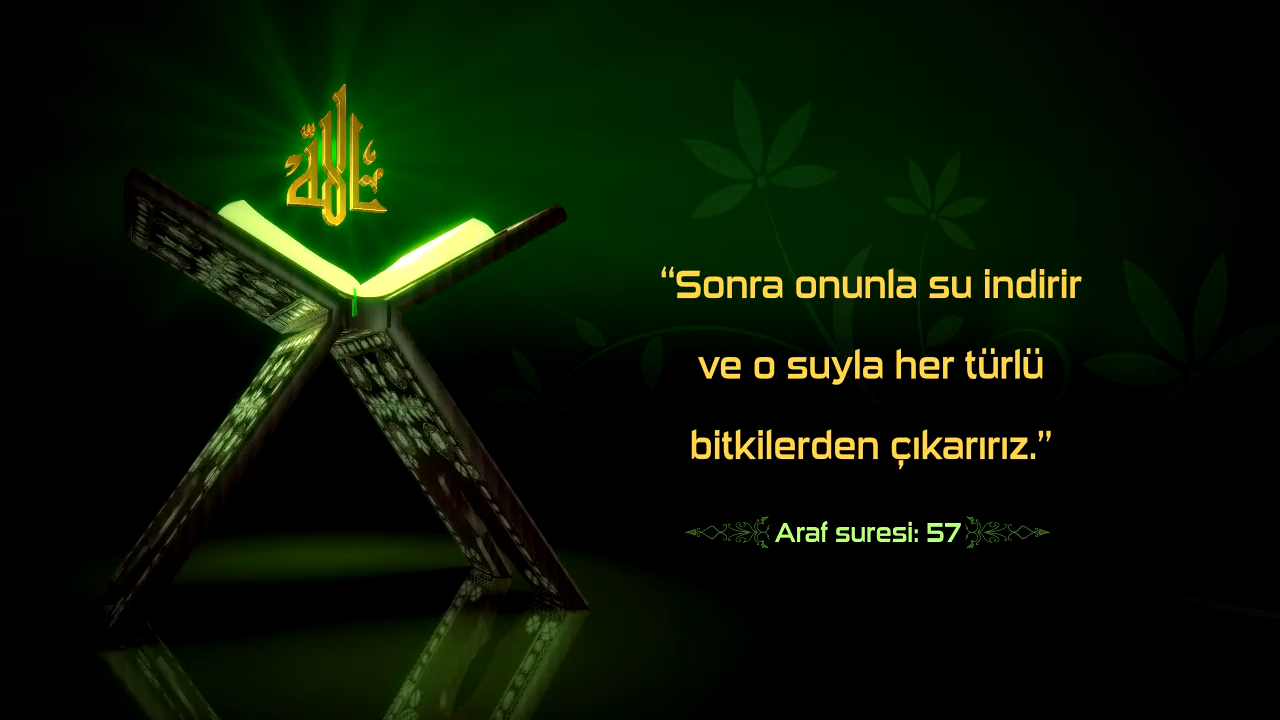 الله
“Sonra onunla su indirir
ve o suyla her türlü
bitkilerden çıkarırız.”
Araf suresi: 57